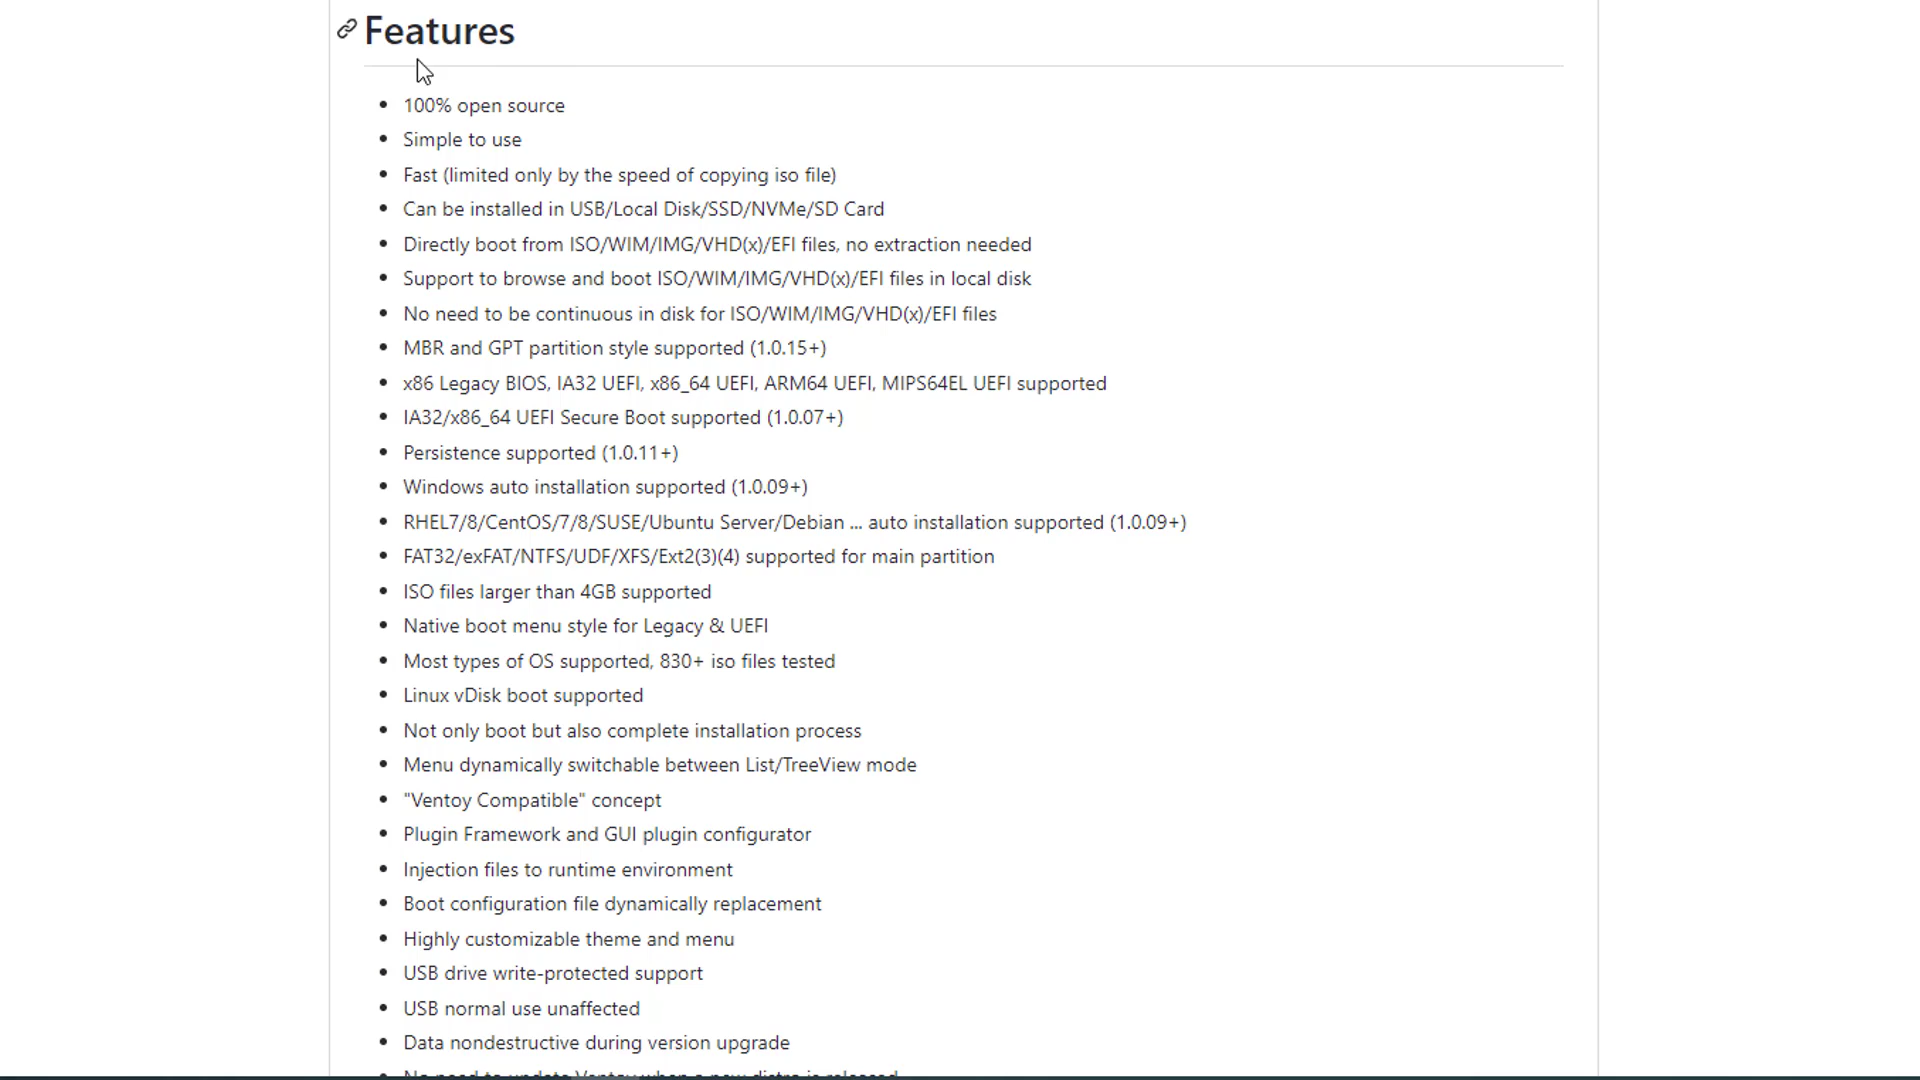 Features
100% open source
Simple to use
Fast (limited only by the speed of copying iso file)
Can be installed in USB/Local Disk/SSD/NVMe/SD Card
Directly boot from ISO/WIM/IMG/VHD(x)/EFI files, no extraction needed
Support to browse and boot ISO/WIM/IMG/VHD(x)/EFI files in local disk
No need to be continuous in disk for ISO/WIM/IMG/VHD(x)/EFI files
MBR and GPT partition style supported (1.0.15+)
x86 Legacy BIOS, IA32 UEFI, x86_64 UEFI, ARM64 UEFI, MIPS64EL UEFI supported
IA32/x86_64 UEFI Secure Boot supported (1.0.07+)
Persistence supported (1.0.11+)
Windows auto installation supported (1.0.09+)
RHEL7/8/CentOS/7/8/SUSE/Ubuntu Server/Debian ... auto installation supported (1.0.09+)
FAT32/exFAT/NTFS/UDF/XFS/Ext2(3)(4) supported for main partition
ISO files larger than 4GB supported
Native boot menu style for Legacy & UEFI
Most types of OS supported, 830+ iso files tested
Linux vDisk boot supported
Not only boot but also complete installation process
Menu dynamically switchable between List/TreeView mode
"Ventoy Compatible" concept
Plugin Framework and GUI plugin configurator
Injection files to runtime environment
Boot configuration file dynamically replacement
Highly customizable theme and menu
USB drive write-protected support
USB normal use unaffected
Data nondestructive during version upgrade
No need to update Ventoy when a new distro is released